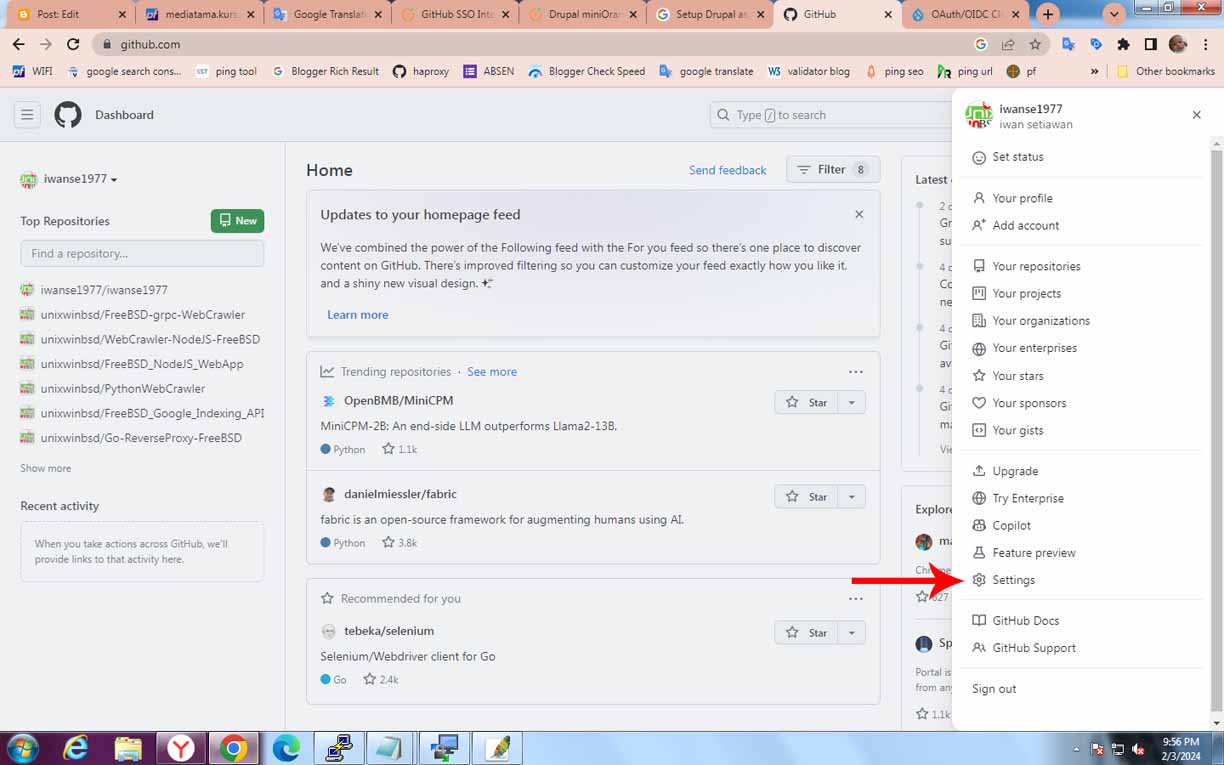 Post: Edit
mediatama.kurs
Google Translat
GitHub SSO Inte
Drupal miniOran
Setup Drupal as
GitHub
OAuth/OIDC Cli
github.com
WIFI
google search cons...
ping tool
Blogger Rich Result
haproxy
ABSEN
Blogger Check Speed
google translate
validator blog
ping seo
ping url
pf
»
Other bookmarks
Dashboard
Type / to search
iwanse1977
iwan setiawan
Set status
Your profile
Add account
Your repositories
Your projects
Your organizations
Your enterprises
Your stars
Your sponsors
Your gists
Upgrade
Try Enterprise
Copilot
Feature preview
Settings
GitHub Docs
GitHub Support
Sign out
iwanse1977
Top Repositories
New
Find a repository...
iwanse1977/iwanse1977
unixwinbsd/FreeBSD-grpc-WebCrawler
unixwinbsd/WebCrawler-NodeJS-FreeBSD
unixwinbsd/FreeBSD_NodeJS_WebApp
unixwinbsd/PythonWebCrawler
unixwinbsd/FreeBSD_Google_Indexing_API
unixwinbsd/Go-ReverseProxy-FreeBSD
Show more
Recent activity
When you take actions across GitHub, we'll
provide links to that activity here.
Home
Send feedback
Filter 8
Updates to your homepage feed
We've combined the power of the Following feed with the For you feed so there's one place to discover
content on GitHub. There's improved filtering so you can customize your feed exactly how you like it,
and a shiny new visual design.
Learn more
Trending repositories · See more
OpenBMB/MiniCPM
Star
MiniCPM-2B: An end-side LLM outperforms Llama2-13B.
Python 1.1k
danielmiessler/fabric
Star
fabric is an open-source framework for augmenting humans using AI.
Python 3.8k
Recommended for you
tebeka/selenium
Star
Selenium/Webdriver client for Go
Go 2.4k
Latest
Explore
Portal is
from any
1.1k
9:56 PM
2/3/2024